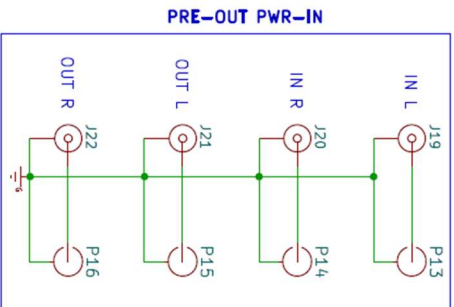 PRE-OUT PWR-IN
OUT R
OUT L
IN R
IN L
J22
J21
J20
J19
P16
P15
P14
P13